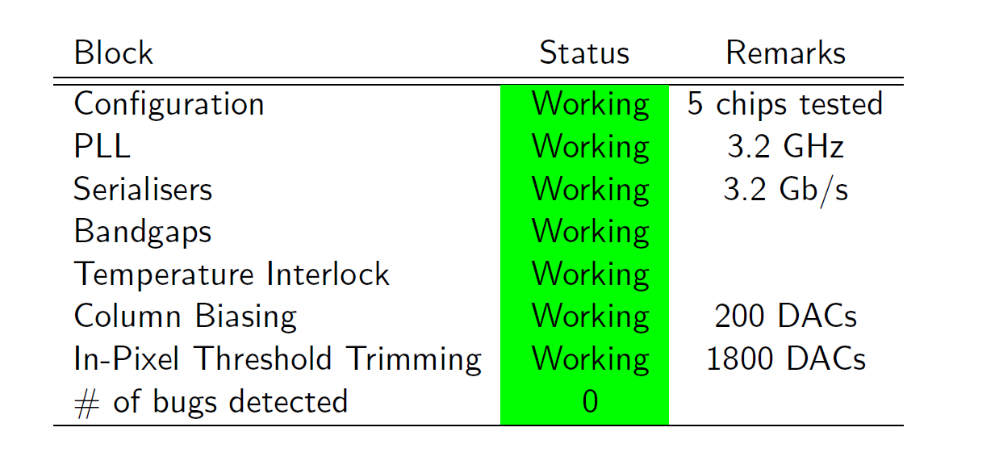 Block Status Remarks
Configuration Working 5 chips tested
PLL Working 3.2 GHz
Serialisers Working 3.2 Gb/s
Bandgaps Working
Temperature Interlock Working
Column Biasing Working 200 DACs
In-Pixel Threshold Trimming Working 1800 DACs
# of bugs detected 0